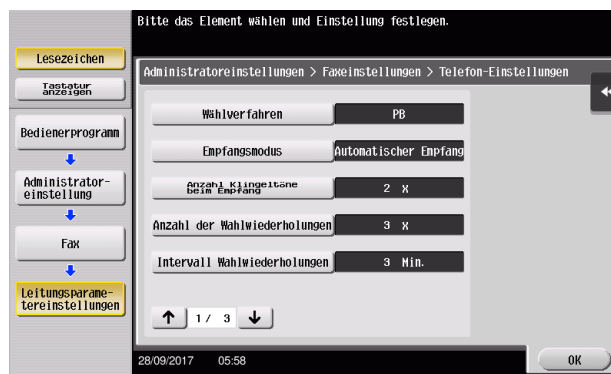 Bitte das Element wählen und Einstellung festlegen.
Lesezeichen
Tastatur
anzeigen
Bedienerprogramm
Administrator-
einstellung
Fax
Leitungsparame-
tereinstellungen
Administratoreinstellungen > Faxeinstellungen > Telefon-Einstellungen
Wählverfahren
PB
Empfangsmodus
Automatischer Empfang
Anzahl Klingeltöne
beim Empfang
2 X
Anzahl der Wahlwiederholungen
3 X
Intervall Wahlwiederholungen
3 Min.
1/ 3
28/09/2017 05:58
OK